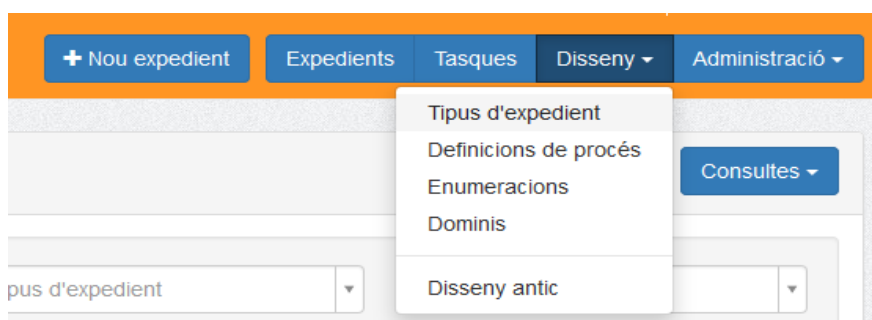 Nou expedient Expedients Tasques Disseny Administració
Tipus d'expedient
Definicions de procés
Consultes
Enumeracions
Dominis
pus d'expedient
Disseny antic